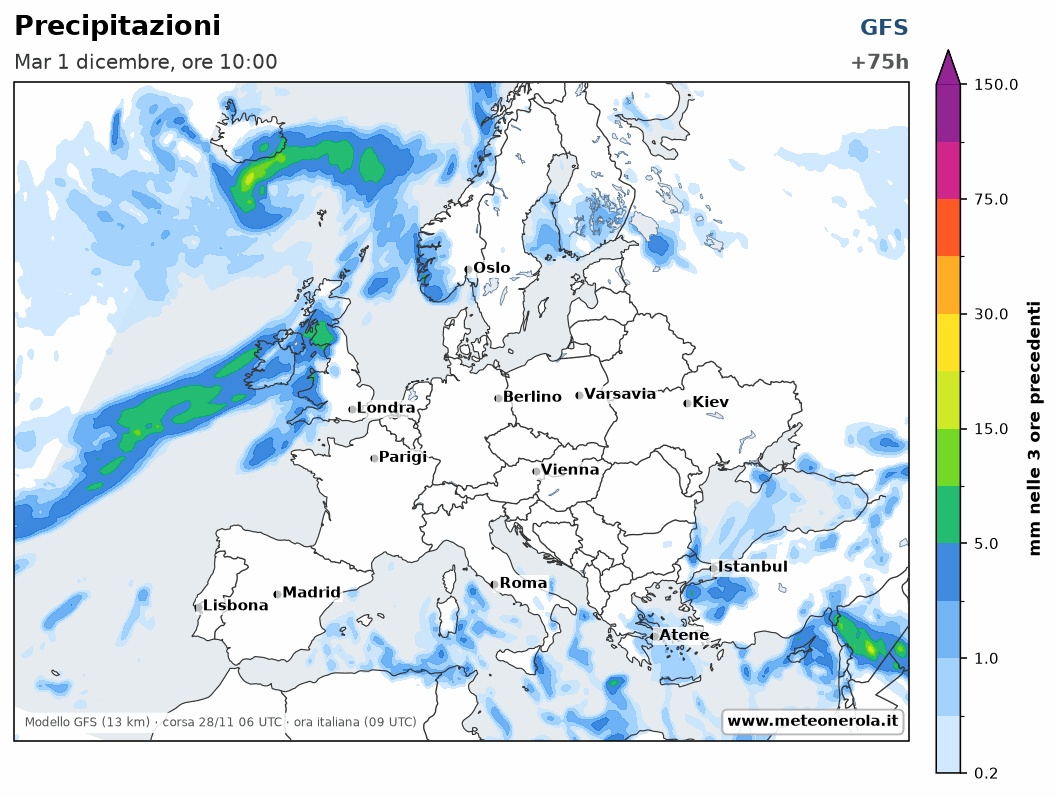 Precipitazioni
GFS
Mar 1 dicembre, ore 10:00
+75h
150.0
75.0
30.0
15.0
5.0
1.0
0.2
mm nelle 3 ore precedenti
Oslo
Berlino
Varsavia
Kiev
Londra
Parigi
Vienna
Istanbul
Roma
Madrid
Lisbona
Atene
Modello GFS (13 km) · corsa 28/11 06 UTC · ora italiana (09 UTC)
www.meteonerola.it